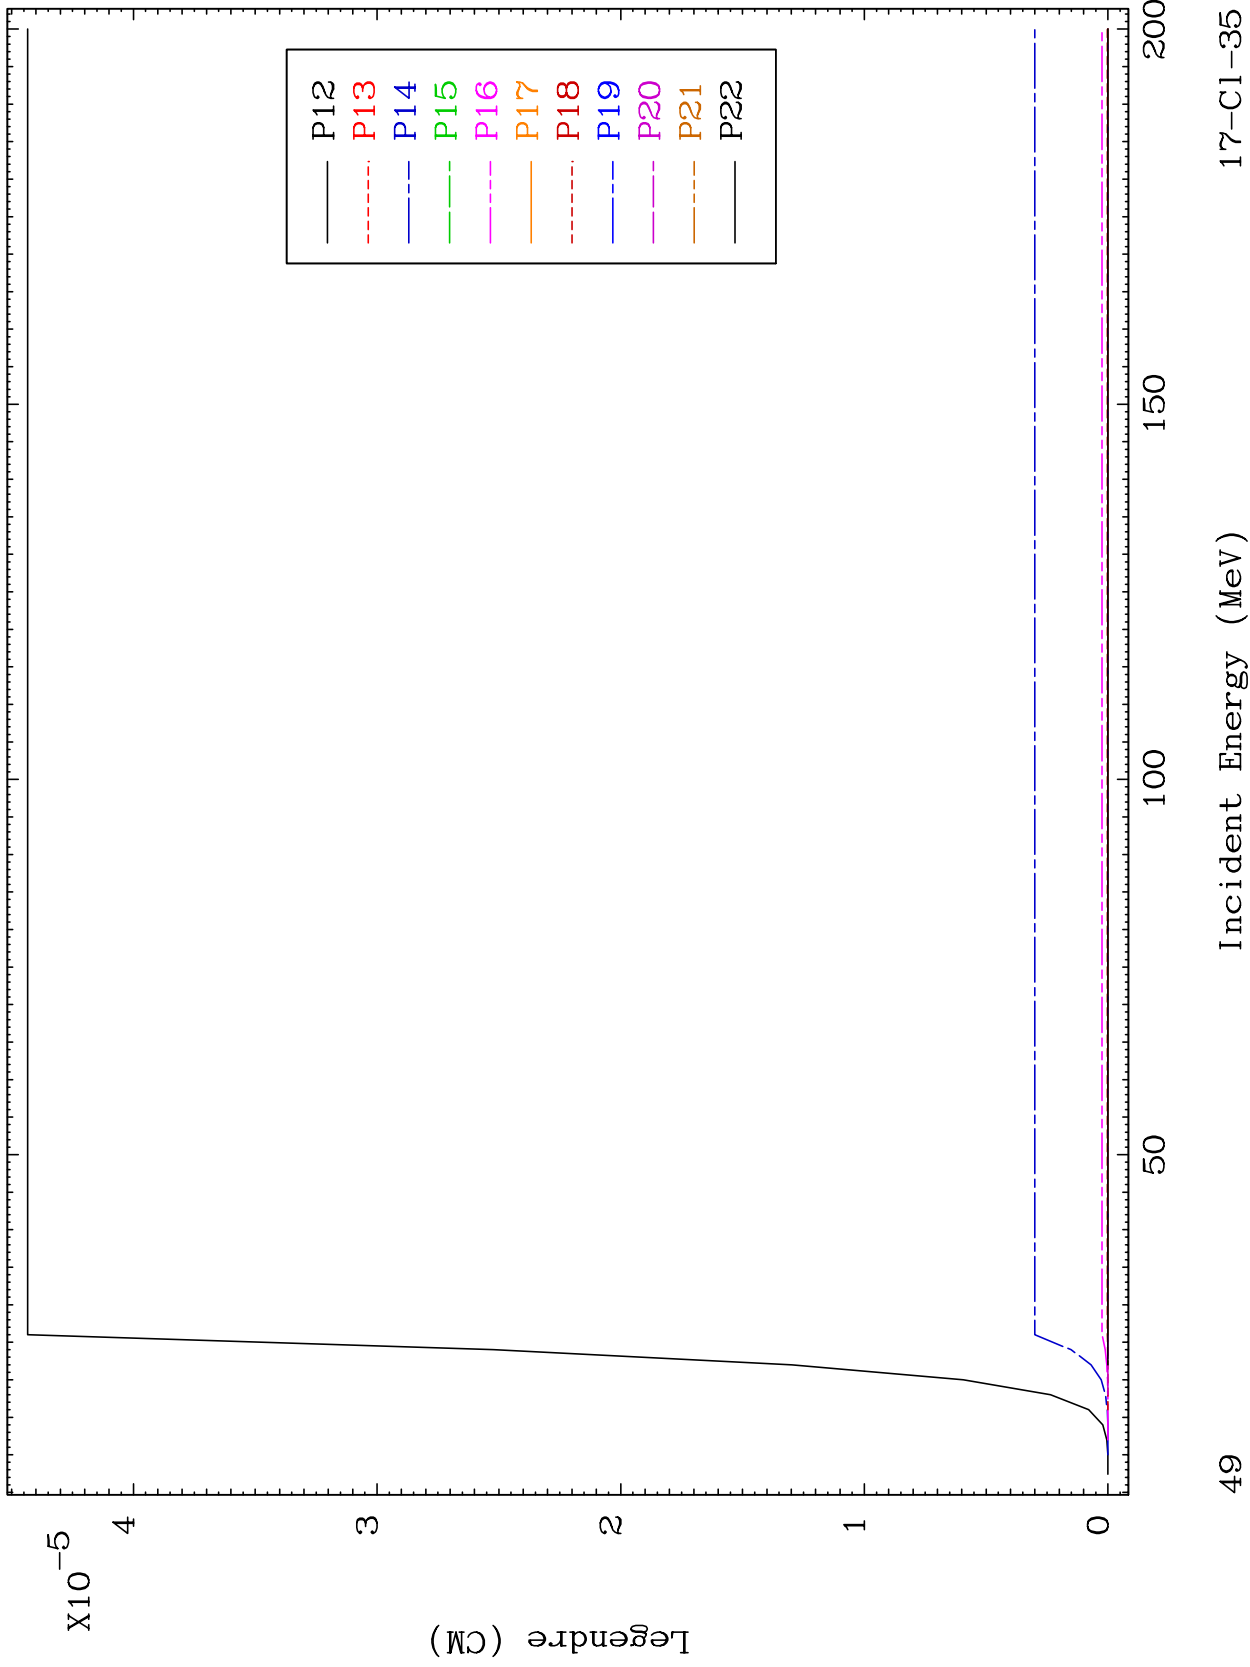 X10
-5
4
3
2
1
0
Legendre (CM)
P12
P13
P14
P15
P16
P17
P18
P19
P20
P21
P22
50
100
150
200
Incident Energy (MeV)
49
17-Cl-35